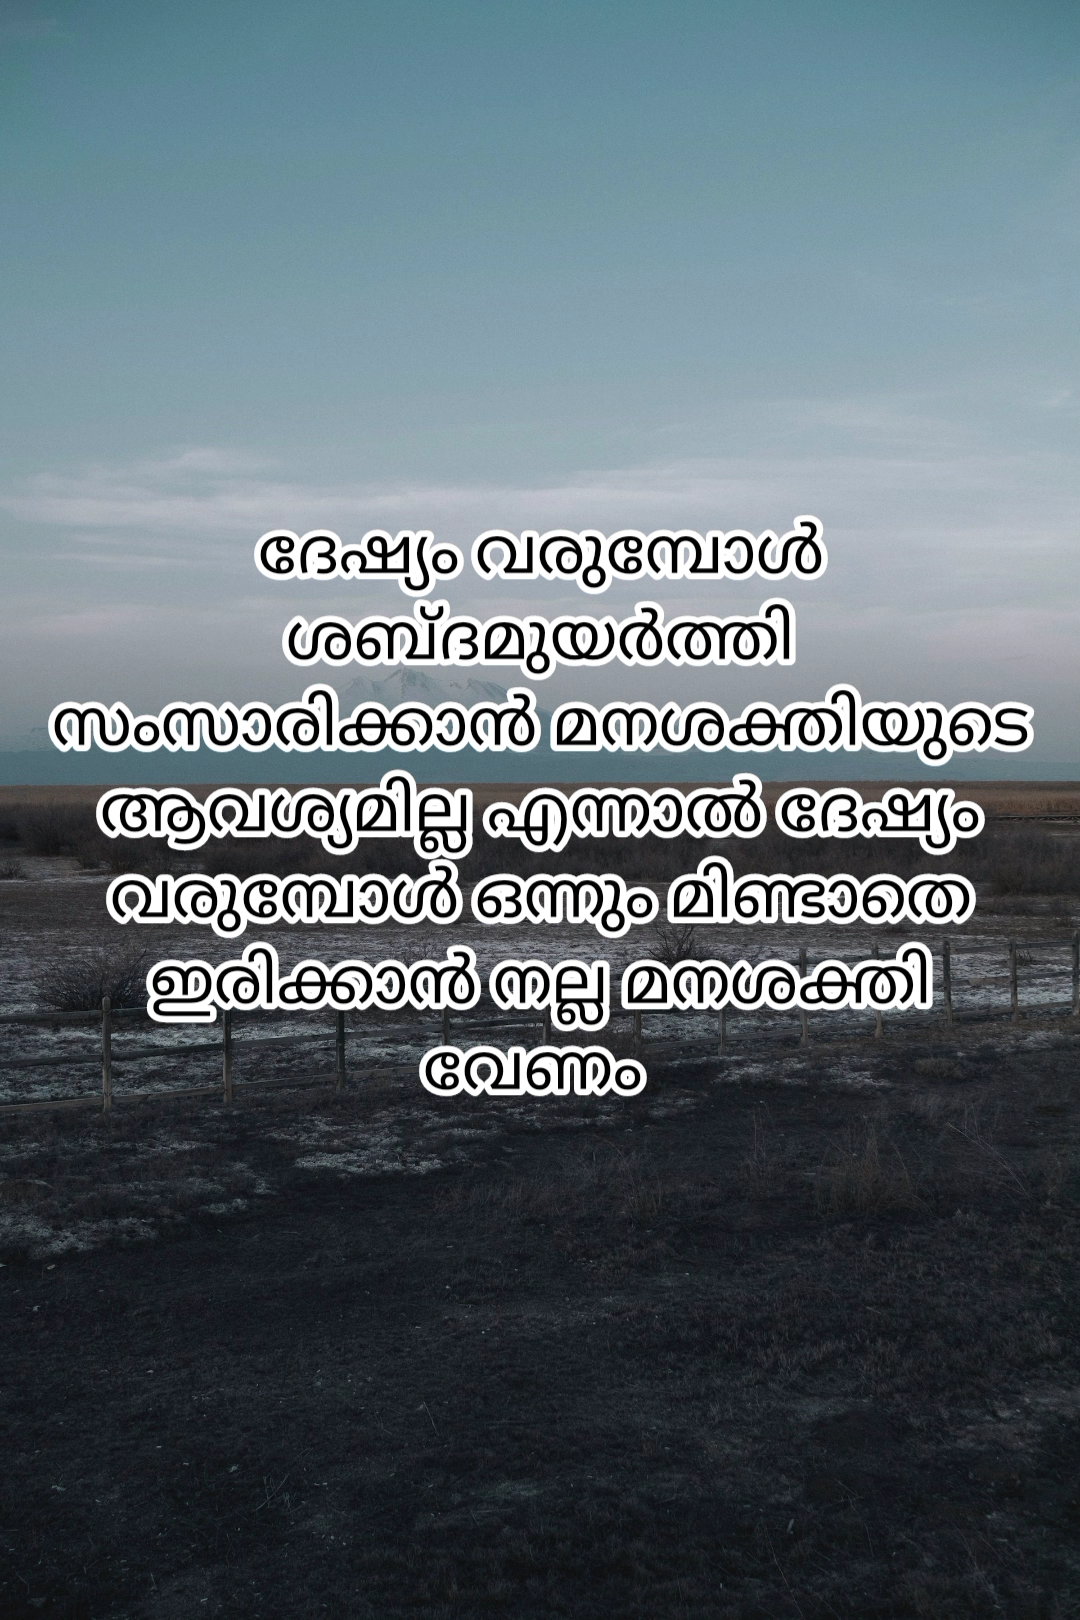 ദേഷ്യം വരുമ്പോൾ
ശബ്ദമുയർത്തി
സംസാരിക്കാൻ മനശക്തിയുടെ
ആവശ്യമില്ല എന്നാൽ ദേഷ്യം
വരുമ്പോൾ ഒന്നും മിണ്ടാതെ
ഇരിക്കാൻ നല്ല മനശക്തി
വേണം